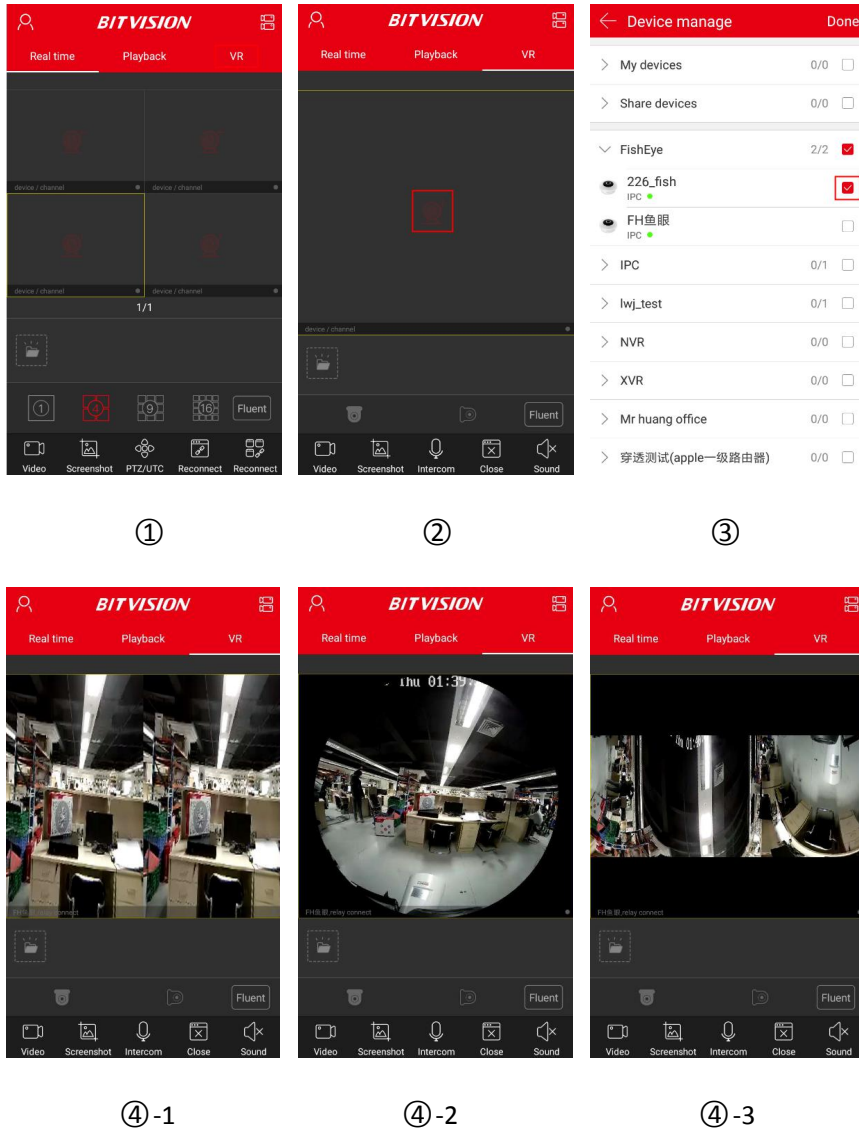 BITVISION
Real time Playback VR
device / channel device / channel
device / channel device / channel
1/1
1 4 9 16 Fluent
Video Screenshot PTZ/UTC Reconnect Reconnect
①
BITVISION
Real time Playback VR
device / channel
Fluent
Video Screenshot Intercom Close Sound
②
Device manage Done
My devices 0/0
Share devices 0/0
FishEye 2/2
226_fish
IPC
FH鱼眼
IPC
IPC 0/1
lwj_test 0/1
NVR 0/0
XVR 0/0
Mr huang office 0/0
穿透测试(apple一级路由器) 0/0
③
BITVISION
Real time Playback VR
FH鱼眼,relay connect
Fluent
Video Screenshot Intercom Close Sound
④-1
BITVISION
Real time Playback VR
Thu 01:39
FH鱼眼,relay connect
Fluent
Video Screenshot Intercom Close Sound
④-2
BITVISION
Real time Playback VR
FH鱼眼,relay connect
Fluent
Video Screenshot Intercom Close Sound
④-3